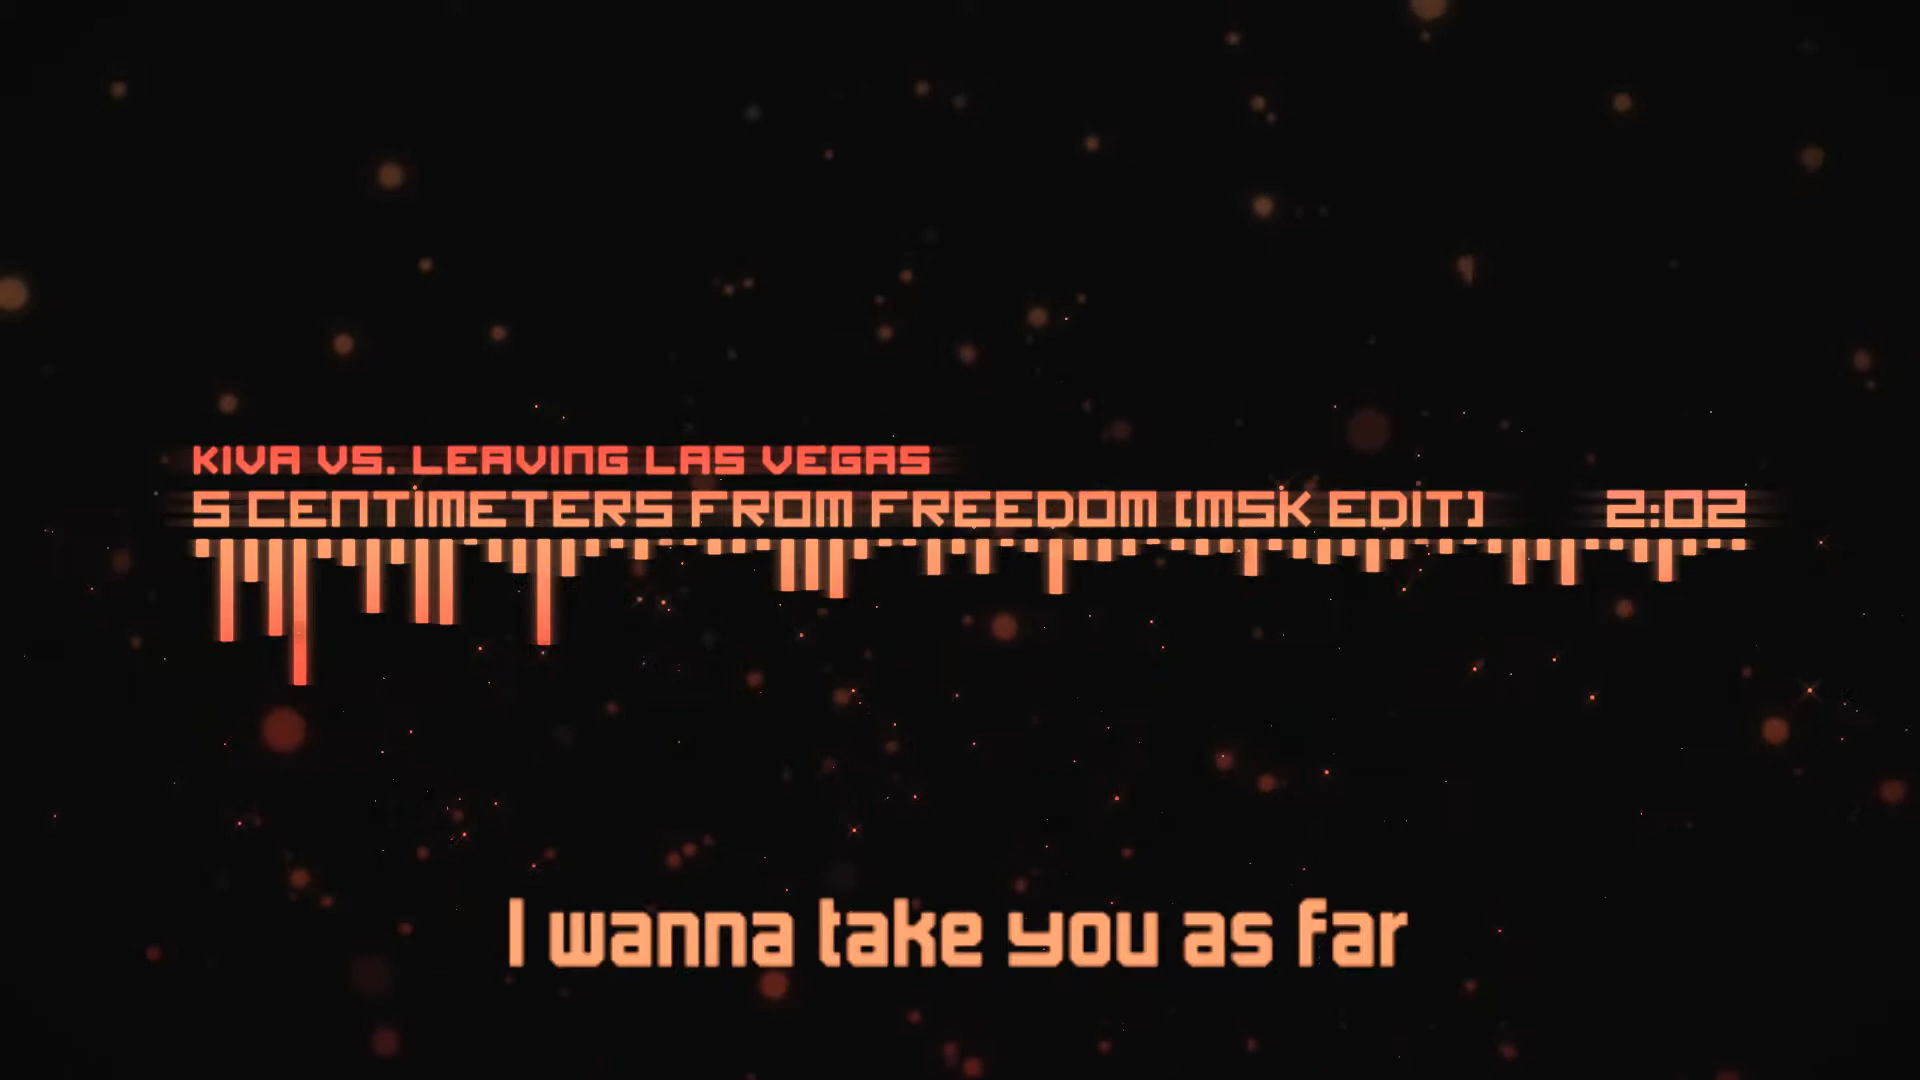 KIVA VS. LEAVING LAS VEGAS
5 CENTIMETERS FROM FREEDOM [MSK EDIT] 2:02
I wanna take you as far